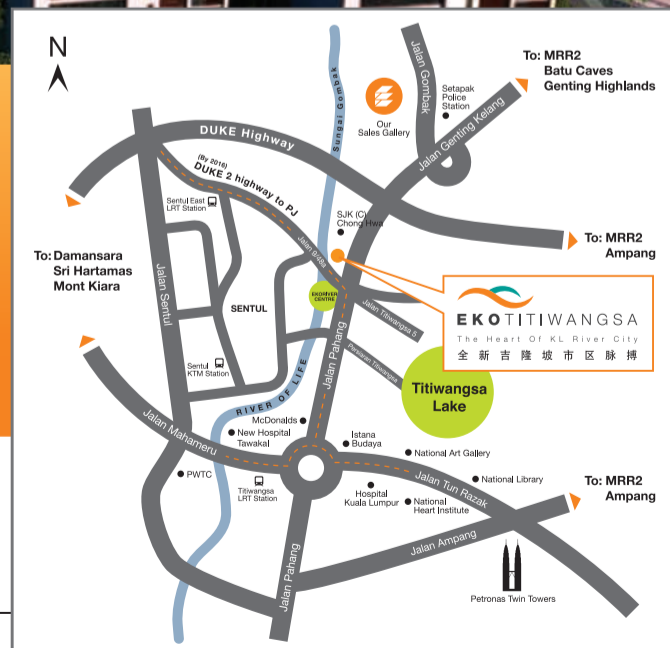 N
To: MRR2
Batu Caves
Genting Highlands
Jalan Gombak
Sungai Gombak
Our
Sales Gallery
Setapak
Police
Station
Jalan Genting Kelang
DUKE Highway
(By 2016)
DUKE 2 highway to PJ
Sentul East
LRT Station
SJK (C)
Chong Hwa
To: Damansara
Sri Hartamas
Mont Kiara
To: MRR2
Ampang
Jalan Sentul
Jalan 9/48a
SENTUL
EKORIVER
CENTRE
Jalan Titiwangsa 5
EKOTITIWANGSA
The Heart Of KL River City
全新吉隆坡市区脉搏
Jalan Pahang
Persiaran Titiwangsa
Sentul
KTM Station
Titiwangsa
Lake
RIVER OF LIFE
McDonalds
New Hospital
Tawakal
Jalan Mahameru
Istana
Budaya
National Art Gallery
PWTC
Titiwangsa
LRT Station
Jalan Tun Razak
National Library
Hospital
Kuala Lumpur
National
Heart Institute
To: MRR2
Ampang
Jalan Ampang
Jalan Pahang
Petronas Twin Towers